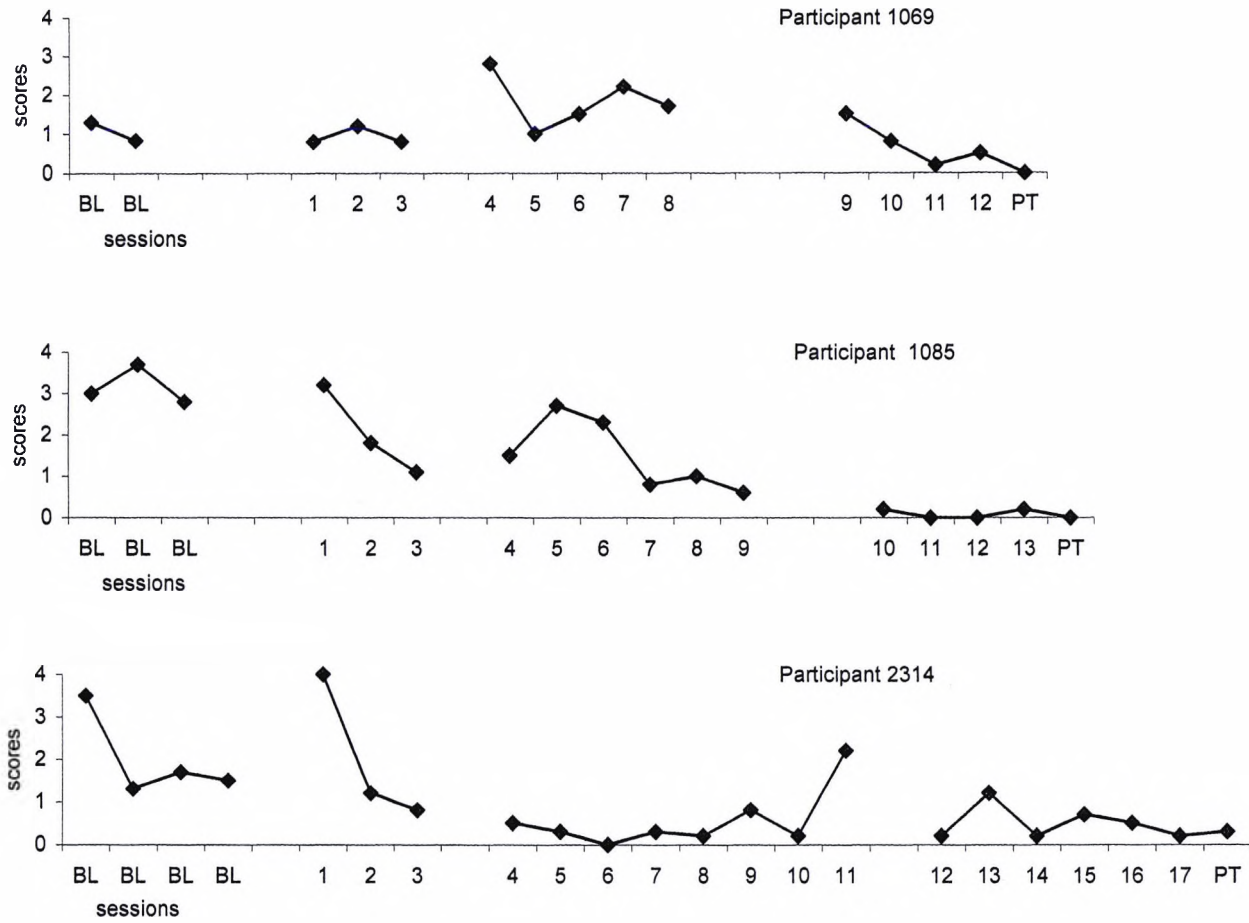 Participant 1069
4
3
2
1
0
scores
BL BL 1 2 3 4 5 6 7 8 9 10 11 12 PT
sessions
Participant 1085
4
3
2
1
0
scores
BL BL BL 1 2 3 4 5 6 7 8 9 10 11 12 13 PT
sessions
Participant 2314
4
3
2
1
0
scores
BL BL BL BL 1 2 3 4 5 6 7 8 9 10 11 12 13 14 15 16 17 PT
sessions